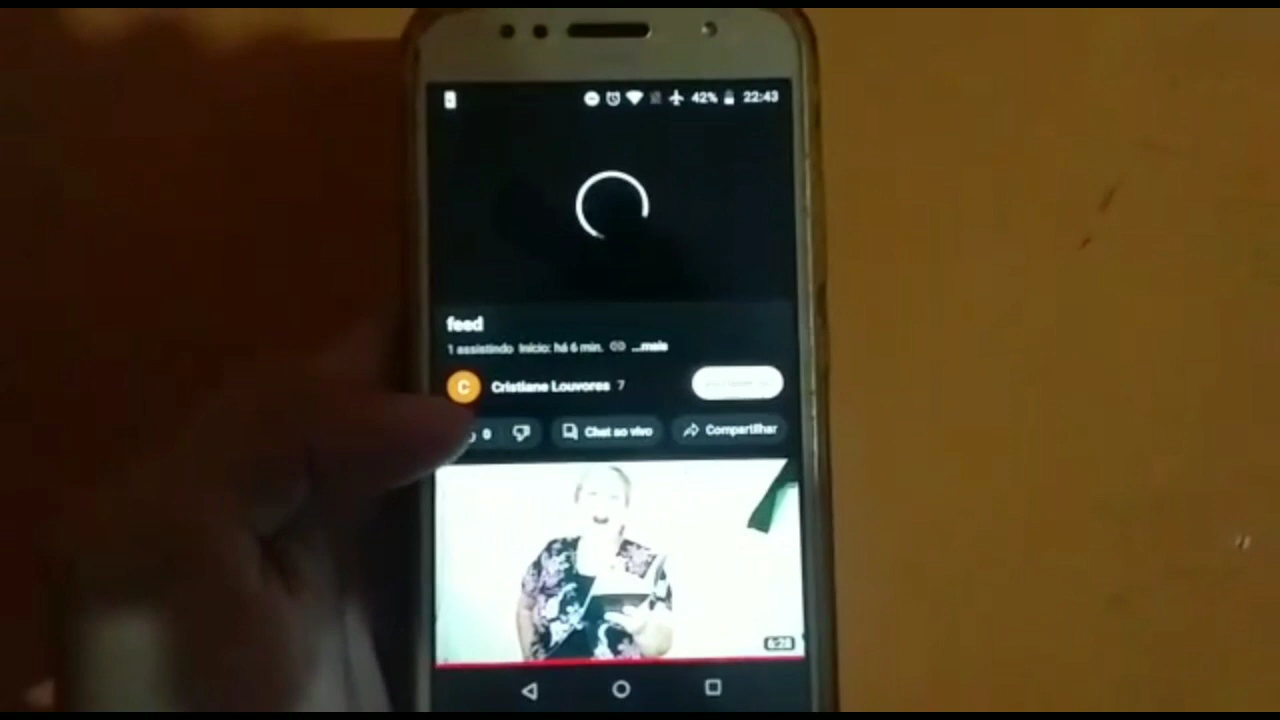 42% 22:43
feed
1 assistindo Início: há 6 min. ...mais
C Cristiane Louvores 7
0 Chat ao vivo Compartilhar
6:28